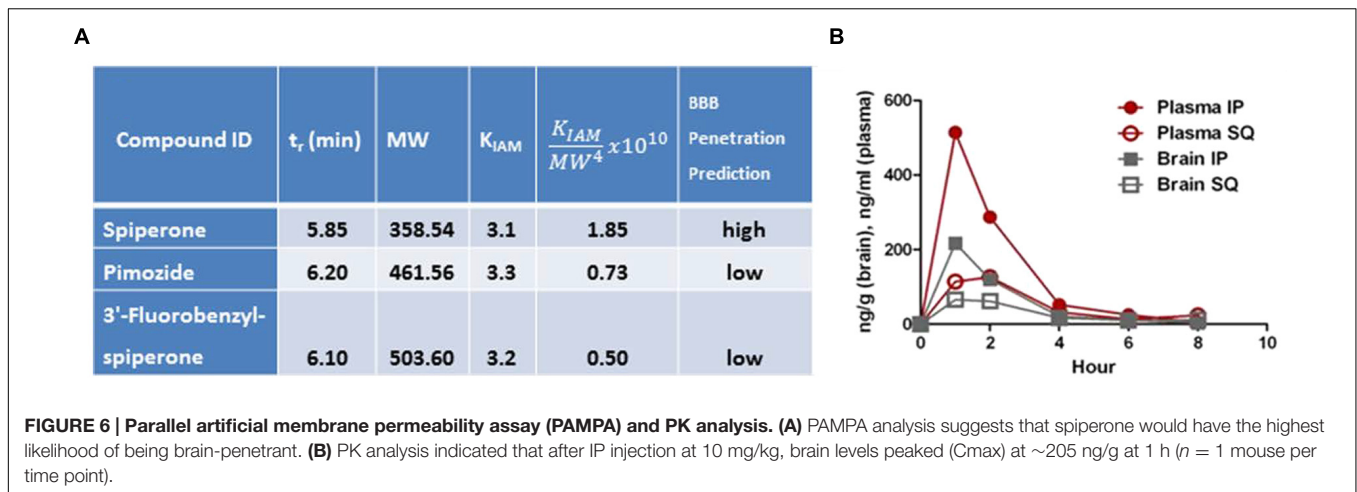 A
Compound ID tᵣ (min) MW K_IAM K_IAM/MW⁴ x10¹⁰ BBB Penetration Prediction
Spiperone 5.85 358.54 3.1 1.85 high
Pimozide 6.20 461.56 3.3 0.73 low
3'-Fluorobenzyl-
spiperone 6.10 503.60 3.2 0.50 low
B
ng/g (brain), ng/ml (plasma)
600
400
200
0
Plasma IP
Plasma SQ
Brain IP
Brain SQ
0 2 4 6 8 10
Hour
FIGURE 6 | Parallel artificial membrane permeability assay (PAMPA) and PK analysis. (A) PAMPA analysis suggests that spiperone would have the highest
likelihood of being brain-penetrant. (B) PK analysis indicated that after IP injection at 10 mg/kg, brain levels peaked (Cmax) at ~205 ng/g at 1 h (n = 1 mouse per
time point).